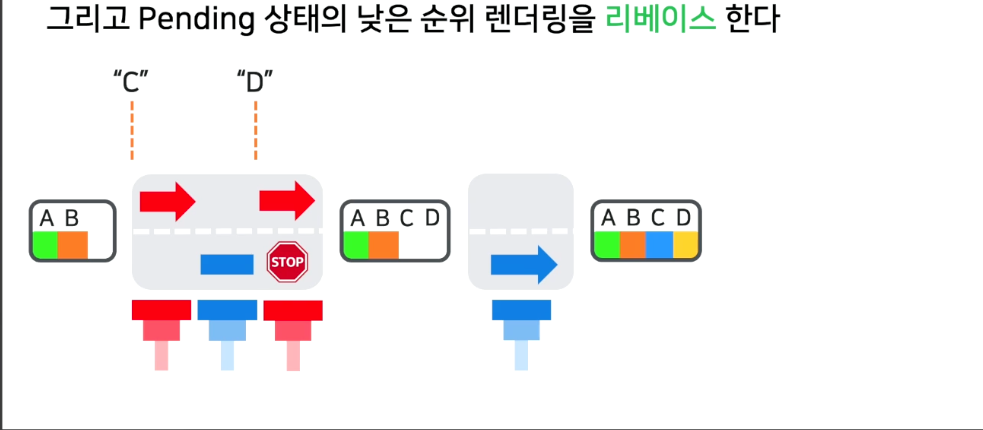 그리고 Pending 상태의 낮은 순위 렌더링을 리베이스 한다
“C” “D”
A B
STOP
A B C D
A B C D